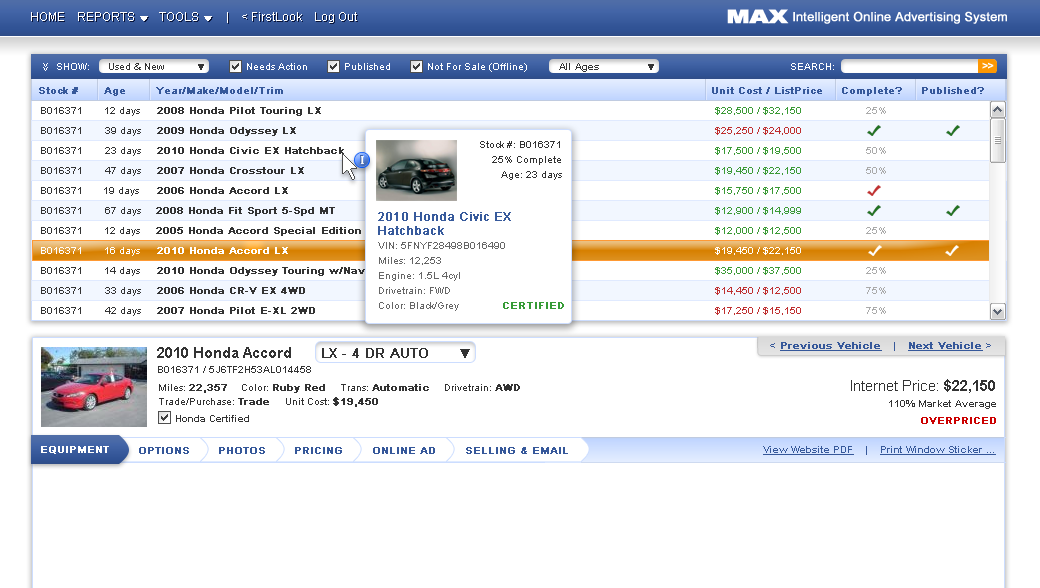 HOME REPORTS TOOLS | < FirstLook Log Out
MAX Intelligent Online Advertising System
SHOW: Used & New Needs Action Published Not For Sale (Offline) All Ages SEARCH: >>
Stock # Age Year/Make/Model/Trim Unit Cost / ListPrice Complete? Published?
B016371 12 days 2008 Honda Pilot Touring LX $28,500 / $32,150 25%
B016371 39 days 2009 Honda Odyssey LX $25,250 / $24,000
B016371 23 days 2010 Honda Civic EX Hatchback $17,500 / $19,500 50%
B016371 47 days 2007 Honda Crosstour LX $19,450 / $22,150 50%
B016371 19 days 2006 Honda Accord LX $15,750 / $17,500
B016371 67 days 2008 Honda Fit Sport 5-Spd MT $12,900 / $14,999
B016371 12 days 2005 Honda Accord Special Edition $12,000 / $12,500 25%
B016371 16 days 2010 Honda Accord LX $19,450 / $22,150
B016371 14 days 2010 Honda Odyssey Touring w/Nav $35,000 / $37,500 25%
B016371 33 days 2006 Honda CR-V EX 4WD $14,450 / $12,500 75%
B016371 42 days 2007 Honda Pilot E-XL 2WD $17,250 / $15,150 75%
i
Stock #: B016371
25% Complete
Age: 23 days
2010 Honda Civic EX
Hatchback
VIN: 5FNYF28498B016490
Miles: 12,253
Engine: 1.5L 4cyl
Drivetrain: FWD
Color: Black/Grey CERTIFIED
< Previous Vehicle | Next Vehicle >
2010 Honda Accord LX - 4 DR AUTO
B016371 / 5J6TF2H53AL014458
Miles: 22,357 Color: Ruby Red Trans: Automatic Drivetrain: AWD
Trade/Purchase: Trade Unit Cost: $19,450
Honda Certified
Internet Price: $22,150
110% Market Average
OVERPRICED
EQUIPMENT OPTIONS PHOTOS PRICING ONLINE AD SELLING & EMAIL
View Website PDF | Print Window Sticker ...